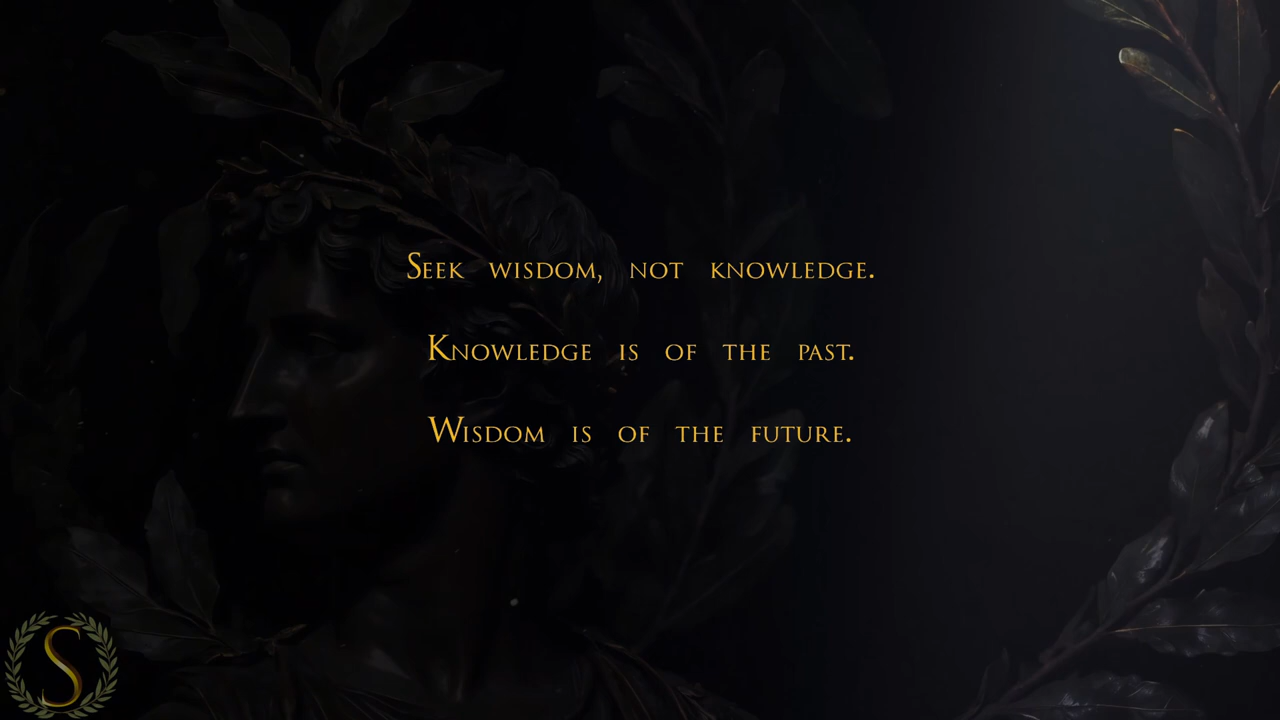 Seek wisdom, not knowledge.
Knowledge is of the past.
Wisdom is of the future.
S